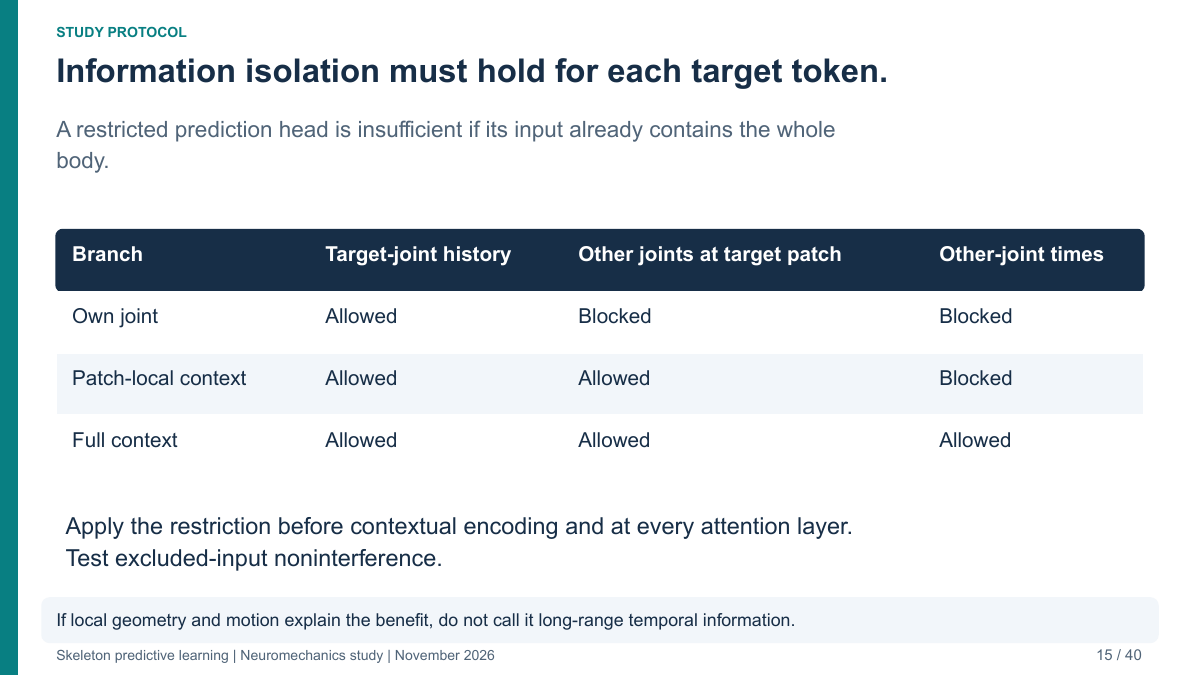 STUDY PROTOCOL
Information isolation must hold for each target token.
A restricted prediction head is insufficient if its input already contains the whole
body.
Branch Target-joint history Other joints at target patch Other-joint times
Own joint Allowed Blocked Blocked
Patch-local context Allowed Allowed Blocked
Full context Allowed Allowed Allowed
Apply the restriction before contextual encoding and at every attention layer.
Test excluded-input noninterference.
If local geometry and motion explain the benefit, do not call it long-range temporal information.
Skeleton predictive learning | Neuromechanics study | November 2026 15 / 40